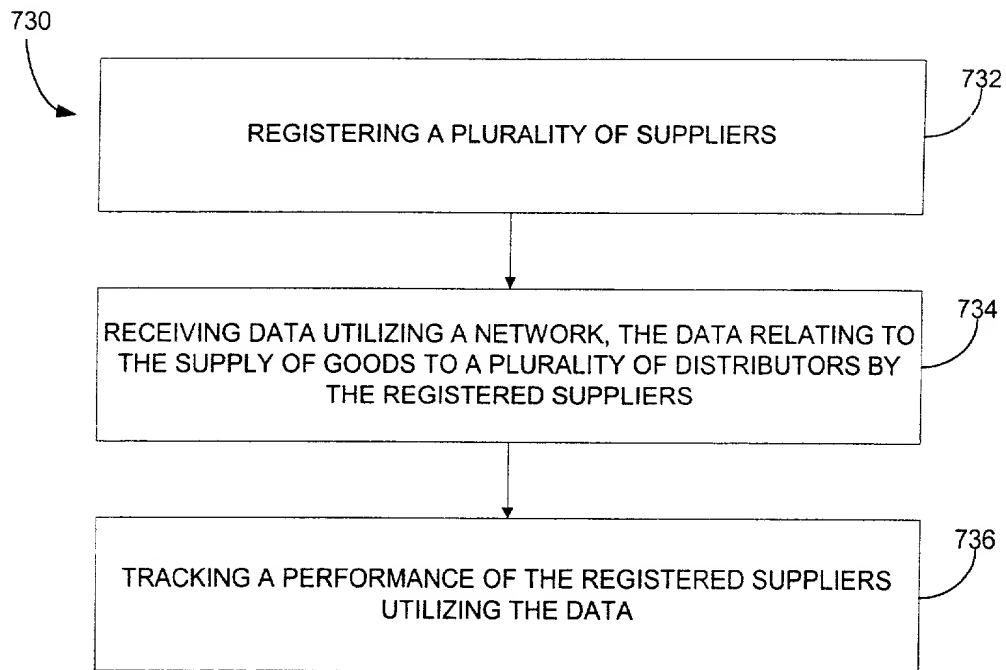 730
732
REGISTERING A PLURALITY OF SUPPLIERS
734
RECEIVING DATA UTILIZING A NETWORK, THE DATA RELATING TO
THE SUPPLY OF GOODS TO A PLURALITY OF DISTRIBUTORS BY
THE REGISTERED SUPPLIERS
736
TRACKING A PERFORMANCE OF THE REGISTERED SUPPLIERS
UTILIZING THE DATA